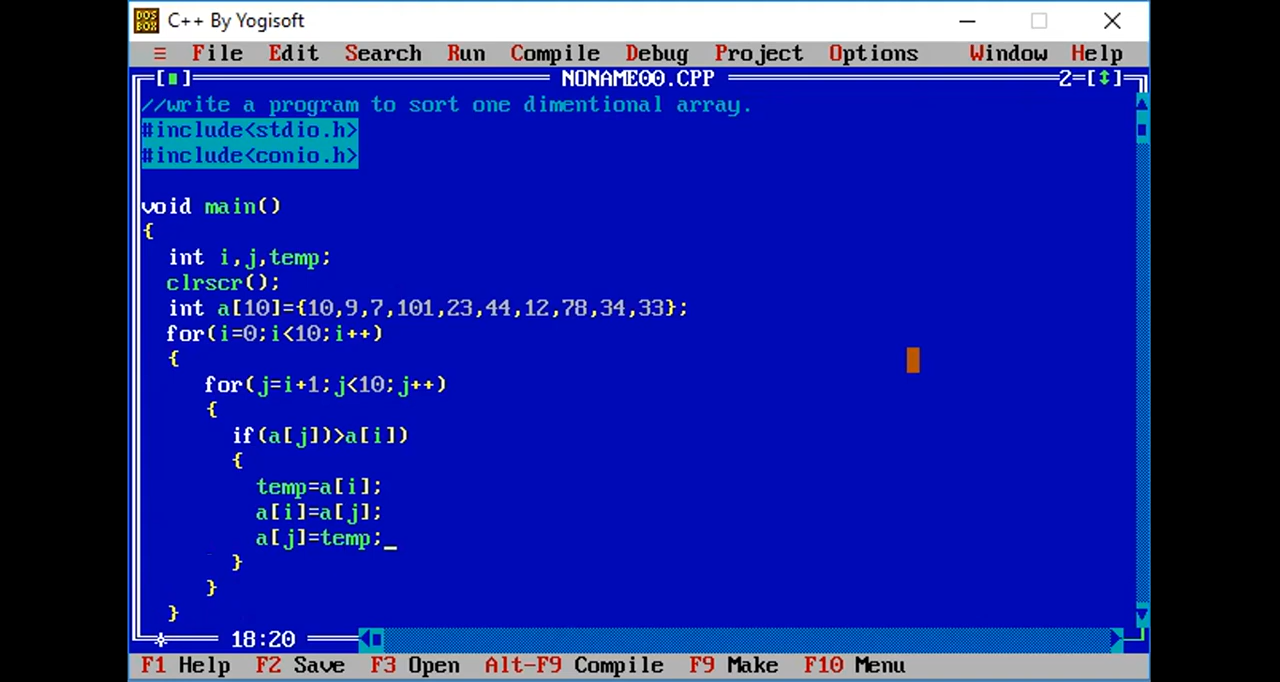 DOS BOX C++ By Yogisoft
≡ File Edit Search Run Compile Debug Project Options Window Help
[■] NONAME00.CPP 2=[↕]
//write a program to sort one dimentional array.
#include<stdio.h>
#include<conio.h>
void main()
{
int i,j,temp;
clrscr();
int a[10]={10,9,7,101,23,44,12,78,34,33};
for(i=0;i<10;i++)
{
for(j=i+1;j<10;j++)
{
if(a[j])>a[i])
{
temp=a[i];
a[i]=a[j];
a[j]=temp;_
}
}
}
18:20
F1 Help F2 Save F3 Open Alt-F9 Compile F9 Make F10 Menu